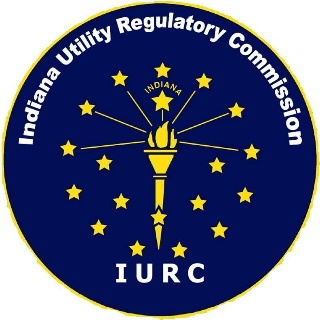 Indiana Utility Regulatory Commission
INDIANA
IURC